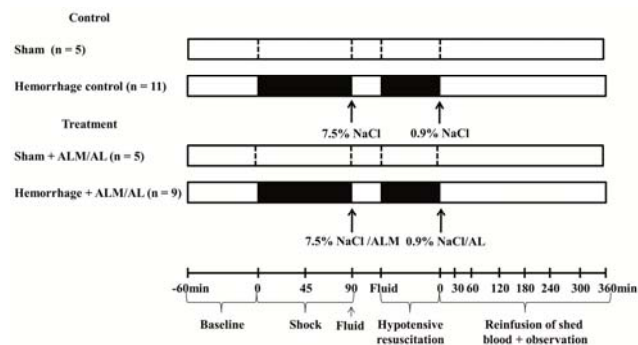 Control
Sham (n = 5)
Hemorrhage control (n = 11)
7.5% NaCl 0.9% NaCl
Treatment
Sham + ALM/AL (n = 5)
Hemorrhage + ALM/AL (n = 9)
7.5% NaCl /ALM 0.9% NaCl/AL
-60min 0 45 90 Fluid 0 30 60 120 180 240 300 360min
Baseline Shock Fluid Hypotensive resuscitation Reinfusion of shed blood + observation